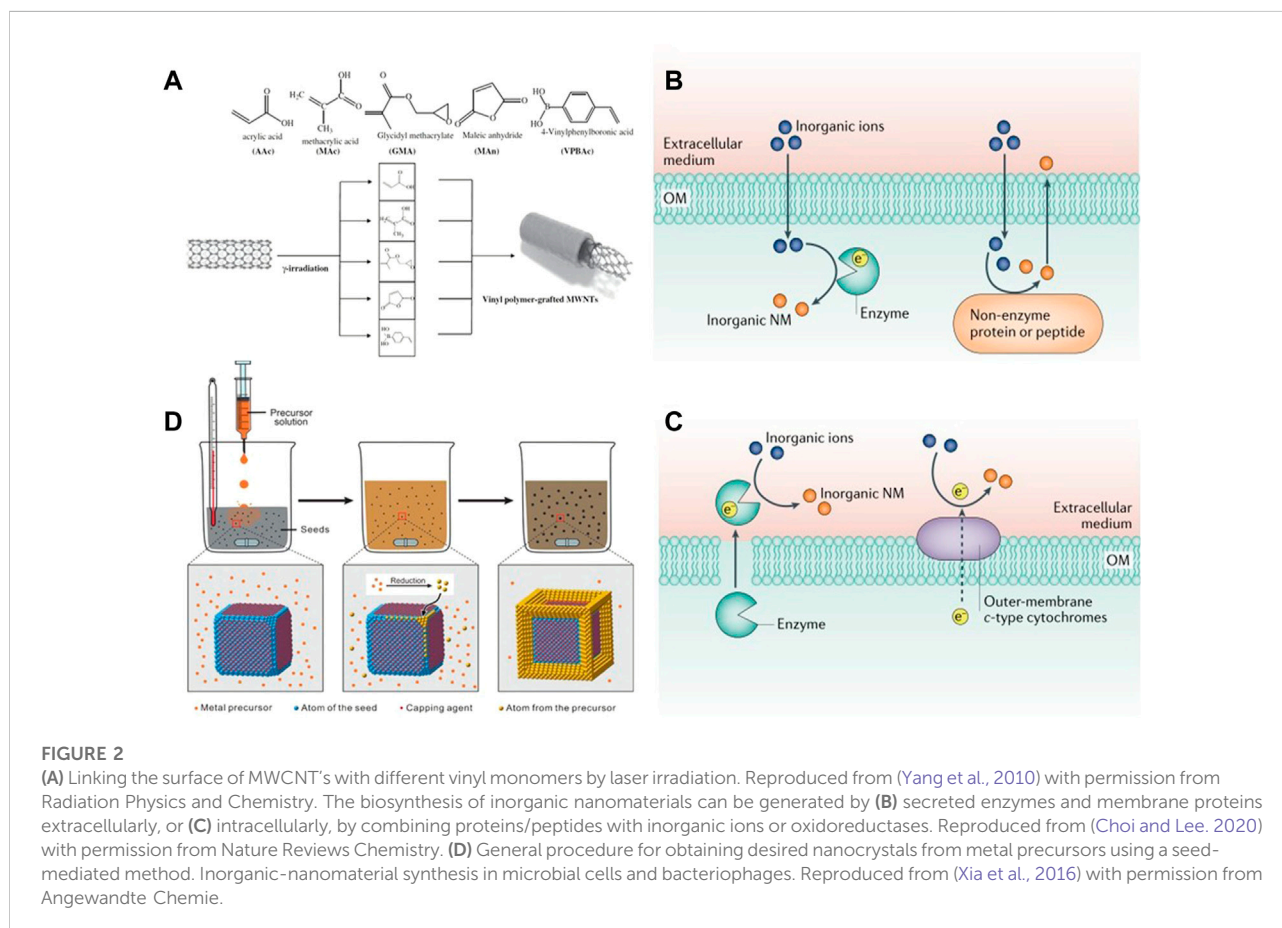 A
OH
H₂C
C
O
CH₃
O
OH
O
O
O
O
O
O
HO
B
HO
acrylic acid
(AAc)
methacrylic acid
(MAc)
Glycidyl methacrylate
(GMA)
Maleic anhydride
(MAn)
4-Vinylphenylboronic acid
(VPBAc)
γ-irradiation
Vinyl polymer-grafted MWNTs
B
Inorganic ions
Extracellular
medium
OM
e⁻
Inorganic NM
Enzyme
Non-enzyme
protein or peptide
D
Precursor
solution
Seeds
Reduction
Metal precursor
Atom of the seed
Capping agent
Atom from the precursor
C
Inorganic ions
e⁻
Inorganic NM
e⁻
Extracellular
medium
OM
Enzyme
e⁻
Outer-membrane
c-type cytochromes
FIGURE 2
(A) Linking the surface of MWCNT's with different vinyl monomers by laser irradiation. Reproduced from (Yang et al., 2010) with permission from
Radiation Physics and Chemistry. The biosynthesis of inorganic nanomaterials can be generated by (B) secreted enzymes and membrane proteins
extracellularly, or (C) intracellularly, by combining proteins/peptides with inorganic ions or oxidoreductases. Reproduced from (Choi and Lee. 2020)
with permission from Nature Reviews Chemistry. (D) General procedure for obtaining desired nanocrystals from metal precursors using a seed-
mediated method. Inorganic-nanomaterial synthesis in microbial cells and bacteriophages. Reproduced from (Xia et al., 2016) with permission from
Angewandte Chemie.